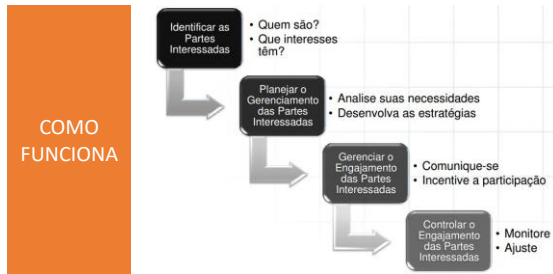 COMO
FUNCIONA
Identificar as
Partes
Interessadas
• Quem são?
• Que interesses
têm?
Planejar o
Gerenciamento
das Partes
Interessadas
• Analise suas necessidades
• Desenvolva as estratégias
Gerenciar o
Engajamento
das Partes
Interessadas
• Comunique-se
• Incentive a participação
Controlar o
Engajamento
das Partes
Interessadas
• Monitore
• Ajuste